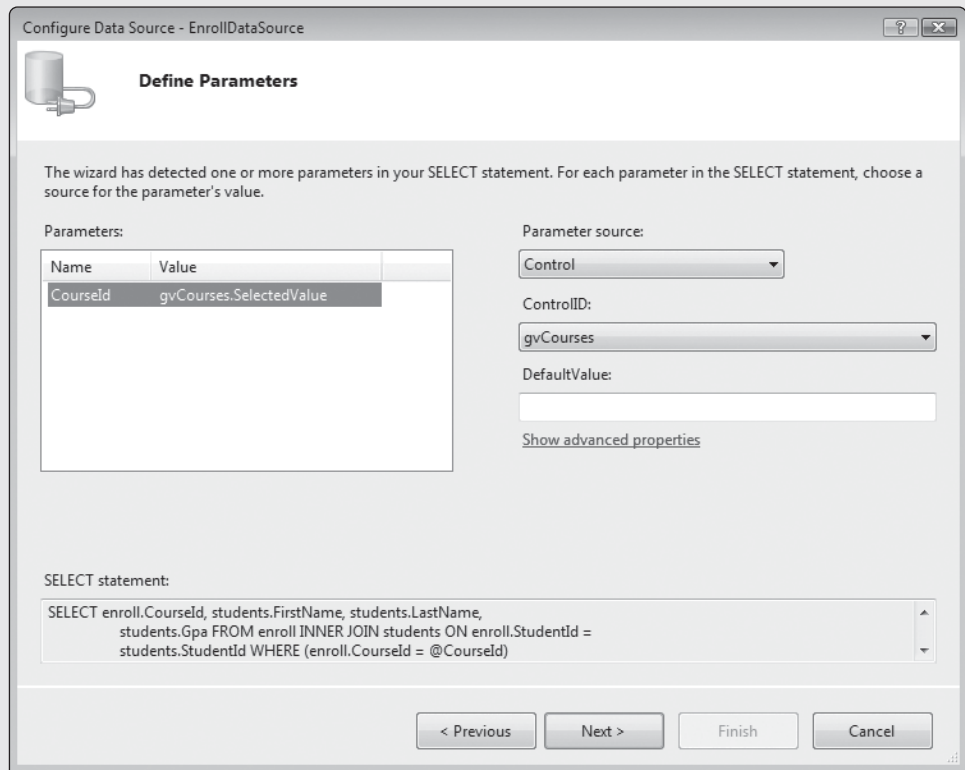 Configure Data Source - EnrollDataSource
Define Parameters
The wizard has detected one or more parameters in your SELECT statement. For each parameter in the SELECT statement, choose a
source for the parameter's value.
Parameters:
Name Value
CourseId gvCourses.SelectedValue
Parameter source:
Control
ControlID:
gvCourses
DefaultValue:
Show advanced properties
SELECT statement:
SELECT enroll.CourseId, students.FirstName, students.LastName,
students.Gpa FROM enroll INNER JOIN students ON enroll.StudentId =
students.StudentId WHERE (enroll.CourseId = @CourseId)
< Previous
Next >
Finish
Cancel